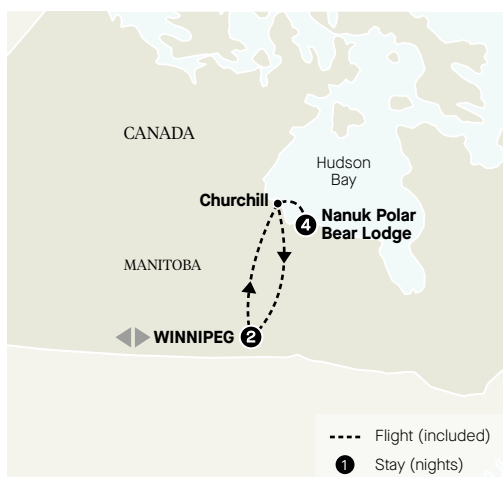 CANADA
Hudson
Bay
Churchill
4
Nanuk Polar
Bear Lodge
MANITOBA
WINNIPEG
2
Flight (included)
1
Stay (nights)